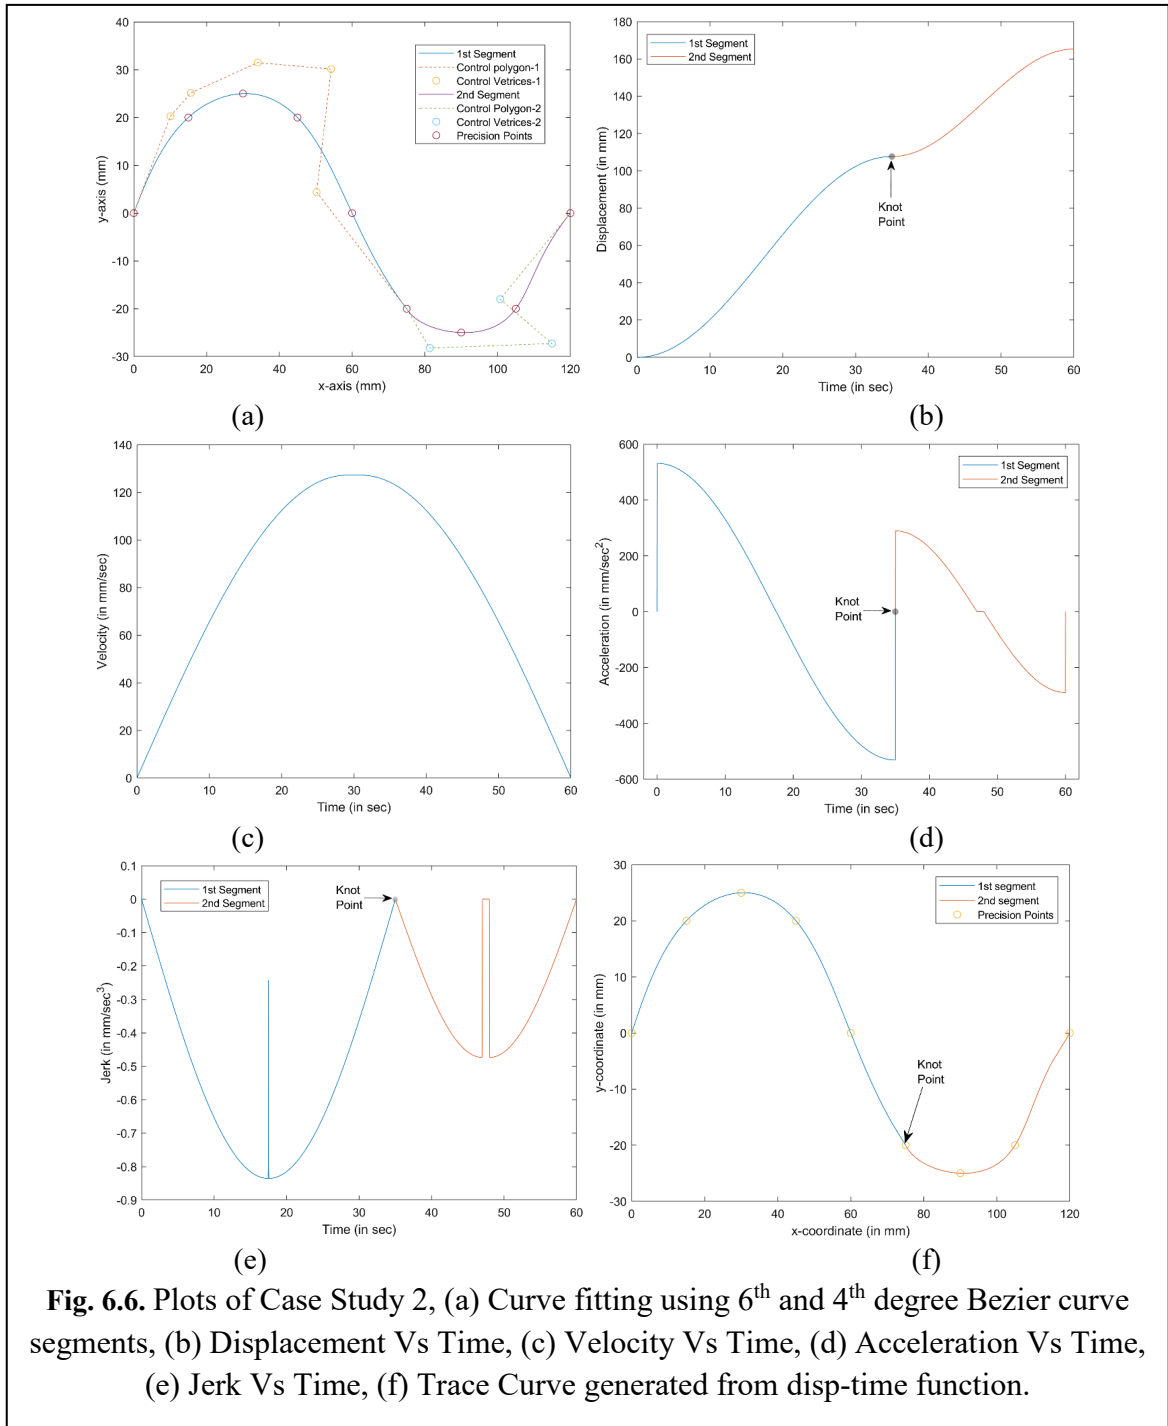 40
30
20
10
0
-10
-20
-30
y-axis (mm)
0 20 40 60 80 100 120
x-axis (mm)
1st Segment
Control polygon-1
Control Vetrices-1
2nd Segment
Control Polygon-2
Control Vetrices-2
Precision Points
(a)
180
160
140
120
100
80
60
40
20
0
Displacement (in mm)
0 10 20 30 40 50 60
Time (in sec)
1st Segment
2nd Segment
Knot
Point
(b)
140
120
100
80
60
40
20
0
Velocity (in mm/sec)
0 10 20 30 40 50 60
Time (in sec)
(c)
600
400
200
0
-200
-400
-600
Acceleration (in mm/sec²)
0 10 20 30 40 50 60
Time (in sec)
1st Segment
2nd Segment
Knot
Point
(d)
0.1
0
-0.1
-0.2
-0.3
-0.4
-0.5
-0.6
-0.7
-0.8
-0.9
Jerk (in mm/sec³)
0 10 20 30 40 50 60
Time (in sec)
1st Segment
2nd Segment
Knot
Point
(e)
30
20
10
0
-10
-20
-30
y-coordinate (in mm)
0 20 40 60 80 100 120
x-coordinate (in mm)
1st segment
2nd segment
Precision Points
Knot
Point
(f)
Fig. 6.6. Plots of Case Study 2, (a) Curve fitting using 6th and 4th degree Bezier curve
segments, (b) Displacement Vs Time, (c) Velocity Vs Time, (d) Acceleration Vs Time,
(e) Jerk Vs Time, (f) Trace Curve generated from disp-time function.